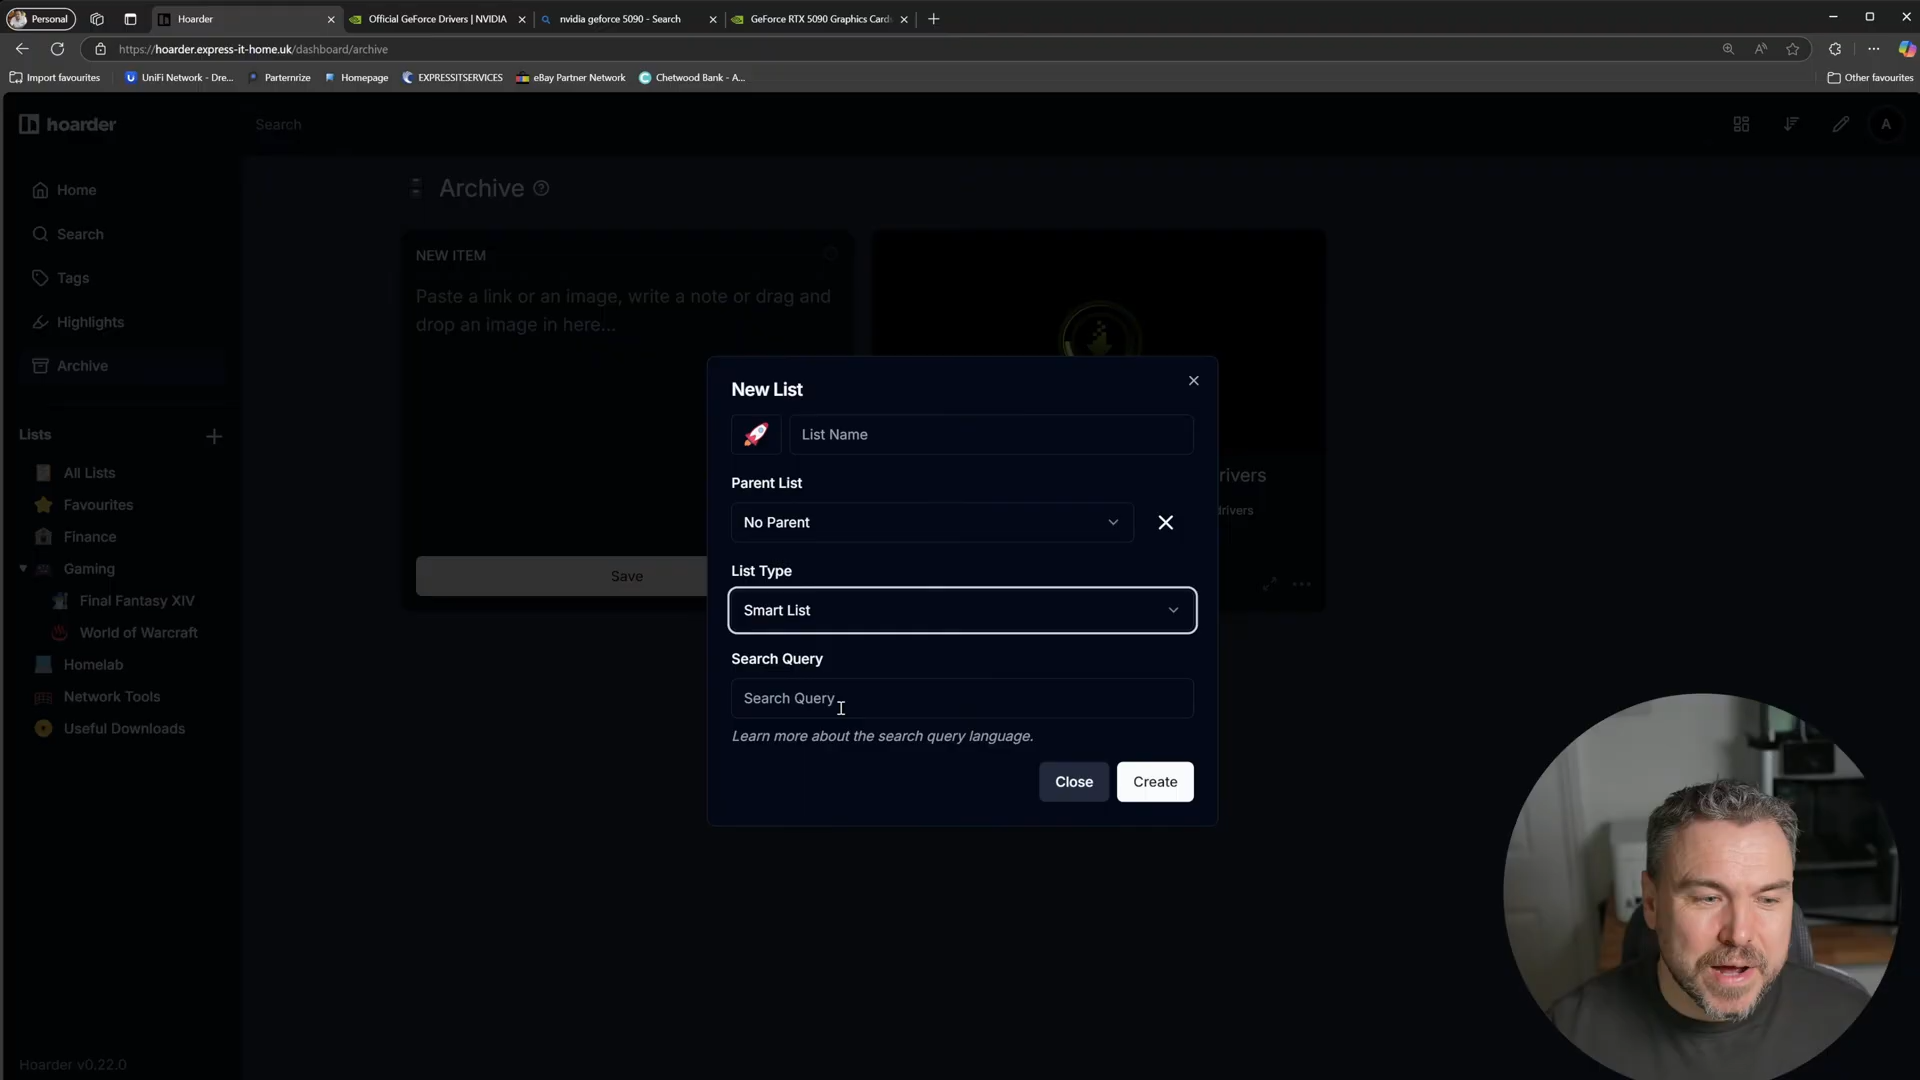 Personal
Hoarder
Official GeForce Drivers | NVIDIA
nvidia geforce 5090 - Search
GeForce RTX 5090 Graphics Cards
https://hoarder.express-it-home.uk/dashboard/archive
Import favourites
UniFi Network - Dre...
Parternrize
Homepage
EXPRESSITSERVICES
eBay Partner Network
Chetwood Bank - A...
Other favourites
hoarder
Search
A
Home
Search
Tags
Highlights
Archive
Lists
All Lists
Favourites
Finance
Gaming
Final Fantasy XIV
World of Warcraft
Homelab
Network Tools
Useful Downloads
Hoarder v0.22.0
Archive
NEW ITEM
Paste a link or an image, write a note or drag and
drop an image in here...
Save
rivers
drivers
New List
List Name
Parent List
No Parent
List Type
Smart List
Search Query
Search Query
Learn more about the search query language.
Close
Create